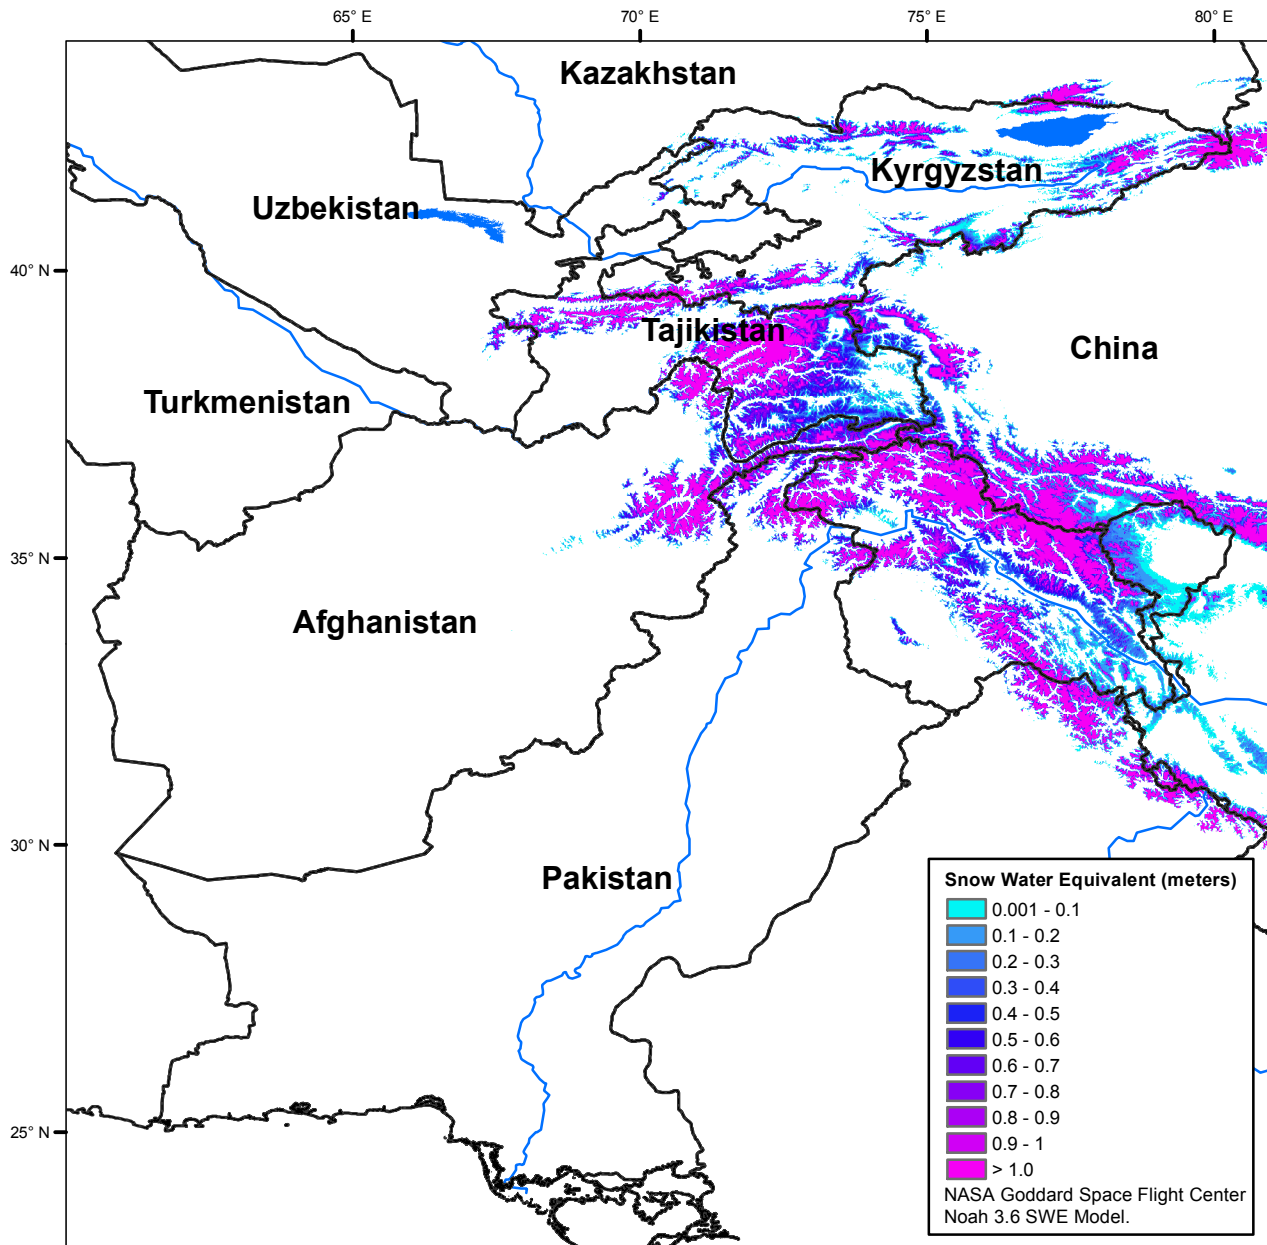 65° E
70° E
75° E
80° E
Kazakhstan
Kyrgyzstan
Uzbekistan
40° N
Tajikistan
China
Turkmenistan
35° N
Afghanistan
30° N
Pakistan
25° N
Snow Water Equivalent (meters)
0.001 - 0.1
0.1 - 0.2
0.2 - 0.3
0.3 - 0.4
0.4 - 0.5
0.5 - 0.6
0.6 - 0.7
0.7 - 0.8
0.8 - 0.9
0.9 - 1
> 1.0
NASA Goddard Space Flight Center
Noah 3.6 SWE Model.